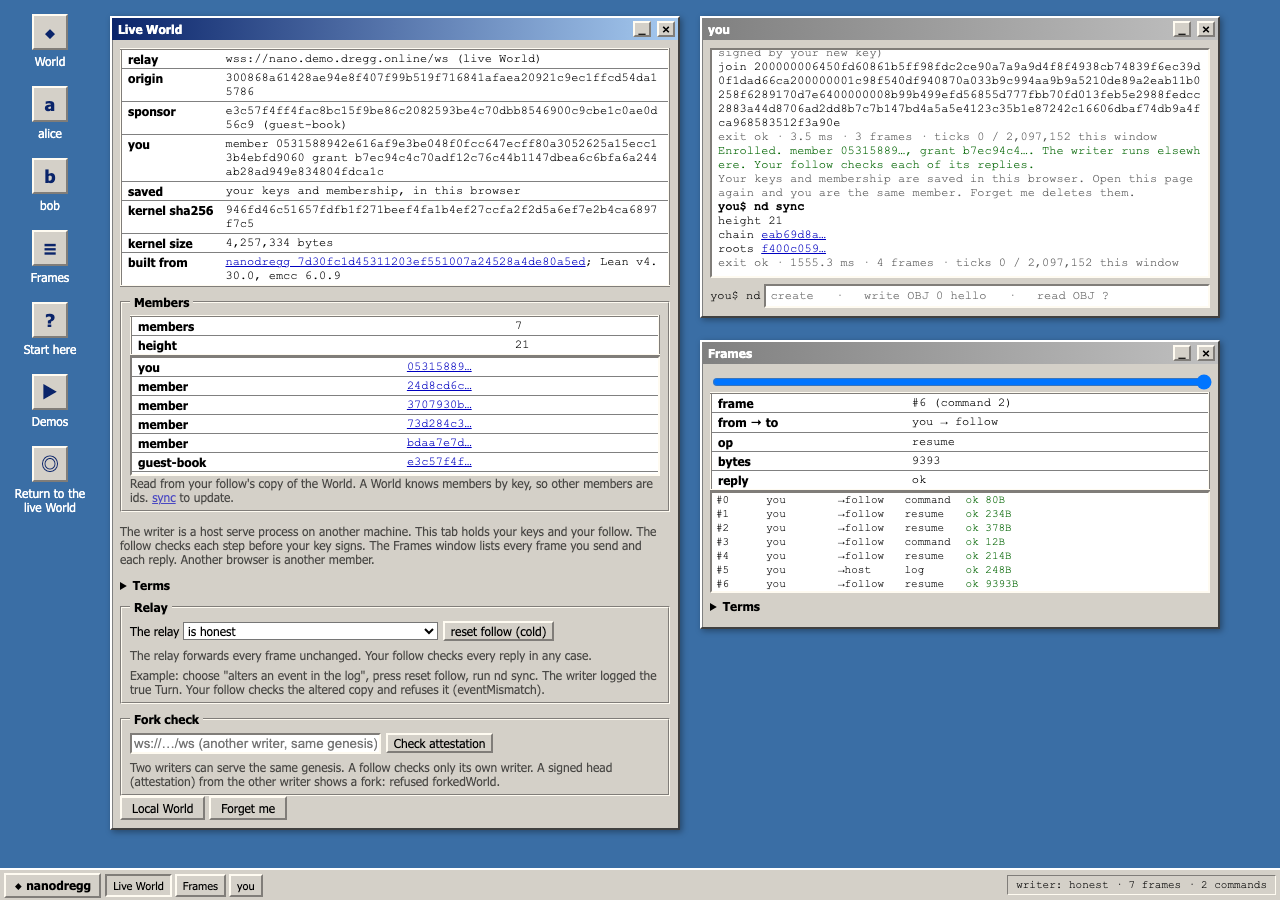 World
alice
bob
Frames
Start here
Demos
Return to the
live World
Live World
relay wss://nano.demo.dregg.online/ws (live World)
origin 300868a61428ae94e8f407f99b519f716841afaea20921c9ec1ffcd54da1
5786
sponsor e3c57f4ff4fac8bc15f9be86c2082593be4c70dbb8546900c9cbe1c0ae0d
56c9 (guest-book)
you member 0531588942e616af9e3be048f0fcc647ecff80a3052625a15ecc1
3b4ebfd9060 grant b7ec94c4c70adf12c76c44b1147dbea6c6bfa6a244
ab28ad949e834804fdca1c
saved your keys and membership, in this browser
kernel sha256 946fd46c51657fdfb1f271beef4fa1b4ef27ccfa2f2d5a6ef7e2b4ca6897
f7c5
kernel size 4,257,334 bytes
built from nanodregg 7d30fc1d45311203ef551007a24528a4de80a5ed; Lean v4.
30.0, emcc 6.0.9
Members
members 7
height 21
you 05315889…
member 24d8cd6c…
member 3707930b…
member 73d284c3…
member bdaa7e7d…
guest-book e3c57f4f…
Read from your follow's copy of the World. A World knows members by key, so other members are
ids. sync to update.
The writer is a host serve process on another machine. This tab holds your keys and your follow. The
follow checks each step before your key signs. The Frames window lists every frame you send and
each reply. Another browser is another member.
Terms
Relay
The relay is honest reset follow (cold)
The relay forwards every frame unchanged. Your follow checks every reply in any case.
Example: choose "alters an event in the log", press reset follow, run nd sync. The writer logged the
true Turn. Your follow checks the altered copy and refuses it (eventMismatch).
Fork check
ws://…/ws (another writer, same genesis) Check attestation
Two writers can serve the same genesis. A follow checks only its own writer. A signed head
(attestation) from the other writer shows a fork: refused forkedWorld.
Local World Forget me
you
signed by your new key)
join 200000006450fd60861b5ff98fdc2ce90a7a9a9d4f8f4938cb74839f6ec39d
0f1dad66ca200000001c98f540df940870a033b9c994aa9b9a5210de89a2eab11b0
258f6289170d7e6400000008b99b499efd56855d777fbb70fd013feb5e2988fedcc
2883a44d8706ad2dd8b7c7b147bd4a5a5e4123c35b1e87242c16606dbaf74db9a4f
ca968583512f3a90e
exit ok · 3.5 ms · 3 frames · ticks 0 / 2,097,152 this window
Enrolled. member 05315889…, grant b7ec94c4…. The writer runs elsewh
ere. Your follow checks each of its replies.
Your keys and membership are saved in this browser. Open this page
again and you are the same member. Forget me deletes them.
you$ nd sync
height 21
chain eab69d8a…
roots f400c059…
exit ok · 1555.3 ms · 4 frames · ticks 0 / 2,097,152 this window
you$ nd create · write OBJ 0 hello · read OBJ ?
Frames
frame #6 (command 2)
from → to you → follow
op resume
bytes 9393
reply ok
#0 you →follow command ok 80B
#1 you →follow resume ok 234B
#2 you →follow resume ok 378B
#3 you →follow command ok 12B
#4 you →follow resume ok 214B
#5 you →host log ok 248B
#6 you →follow resume ok 9393B
Terms
nanodregg Live World Frames you writer: honest · 7 frames · 2 commands